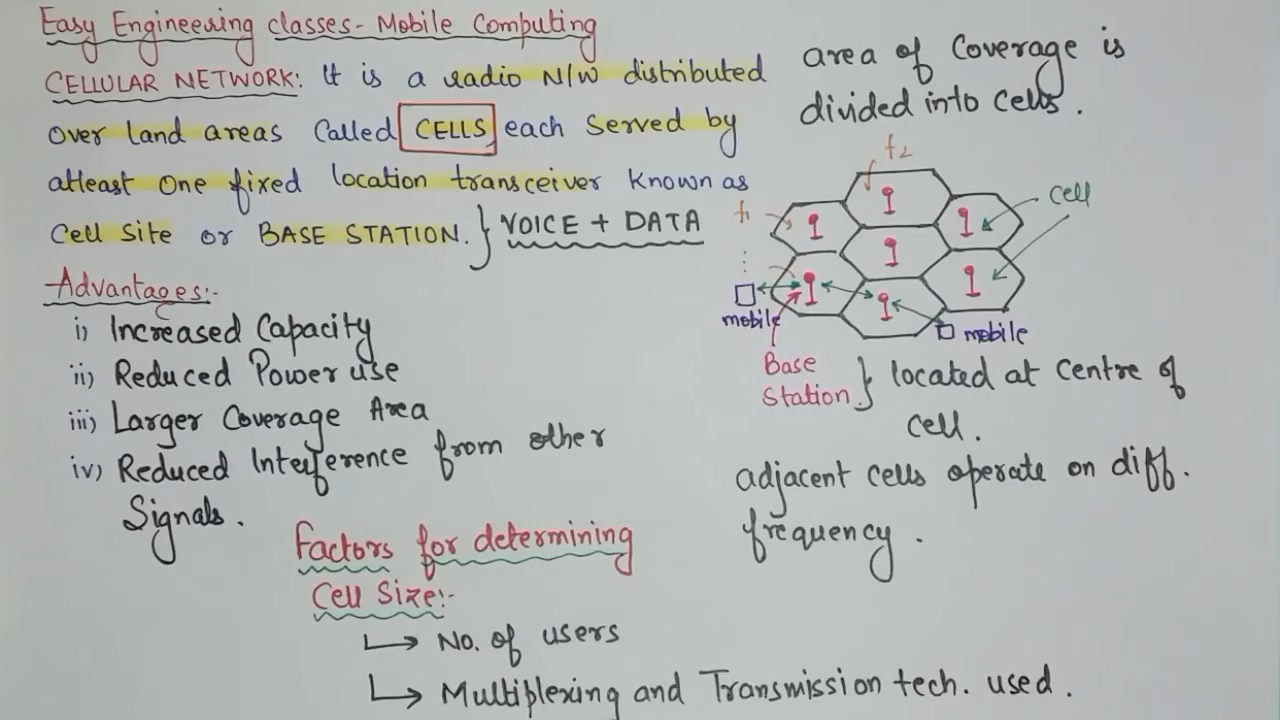 Easy Engineering classes- Mobile Computing
CELLULAR NETWORK: It is a radio N/W distributed
over land areas called CELLS, each served by
atleast one fixed location transceiver known as
Cell Site or BASE STATION. } VOICE + DATA
Advantages:-
i) Increased Capacity
ii) Reduced Power use
iii) Larger Coverage Area
iv) Reduced Interference from other
Signals.
Factors for determining
Cell Size:-
↳ No. of users
↳ Multiplexing and Transmission tech. used.
area of Coverage is
divided into cells.
f2
f1
cell
mobile
mobile
Base
Station } located at centre of
cell.
adjacent cells operate on diff.
frequency.